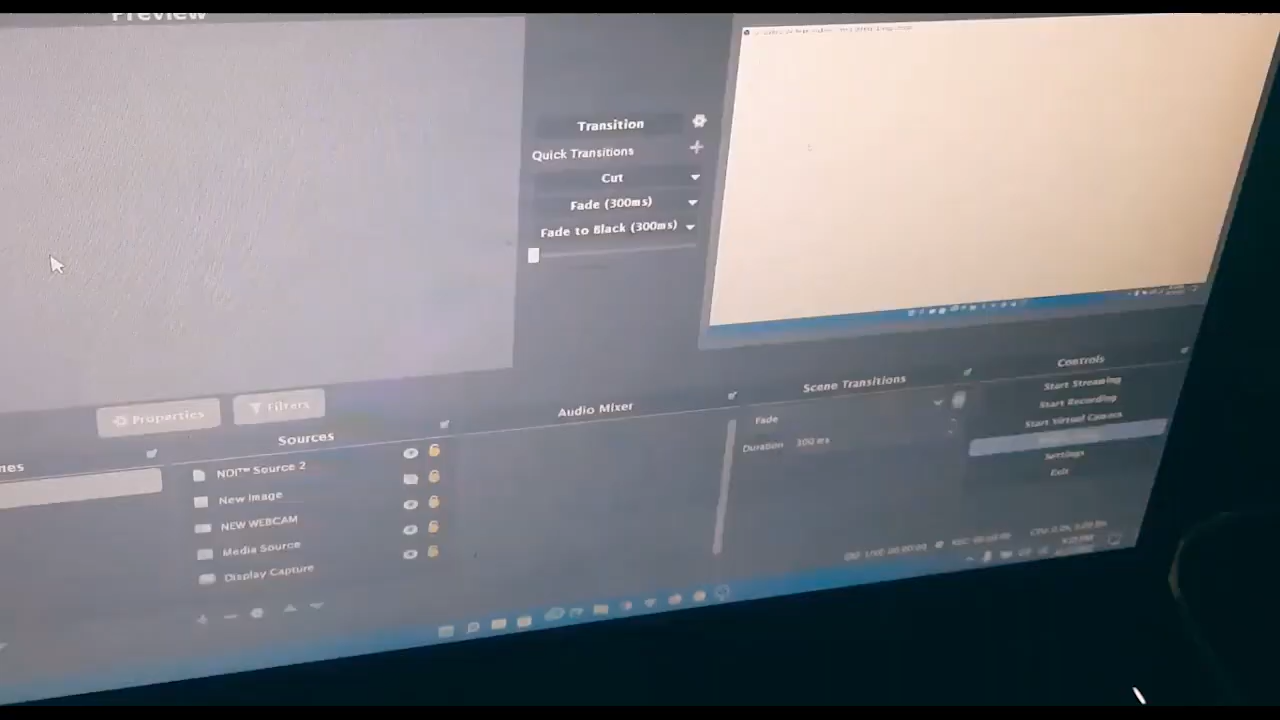 Preview
Transition
Quick Transitions
Cut
Fade (300ms)
Fade to Black (300ms)
Properties
Filters
Sources
NDI™ Source 2
New Image
NEW WEBCAM
Media Source
Display Capture
Audio Mixer
Scene Transitions
Fade
Duration 300 ms
Controls
Start Streaming
Start Recording
Start Virtual Camera
Settings
Exit